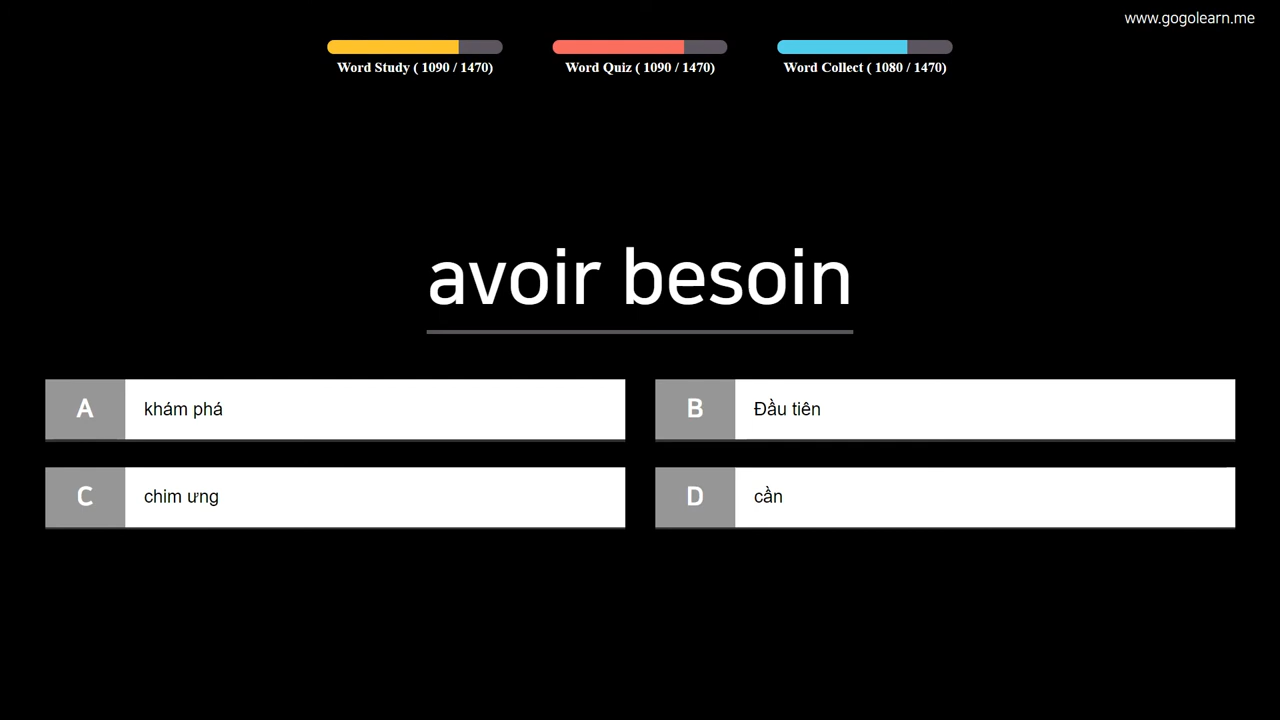 www.gogolearn.me
Word Study ( 1090 / 1470)
Word Quiz ( 1090 / 1470)
Word Collect ( 1080 / 1470)
avoir besoin
A khám phá
B Đầu tiên
C chim ưng
D cần